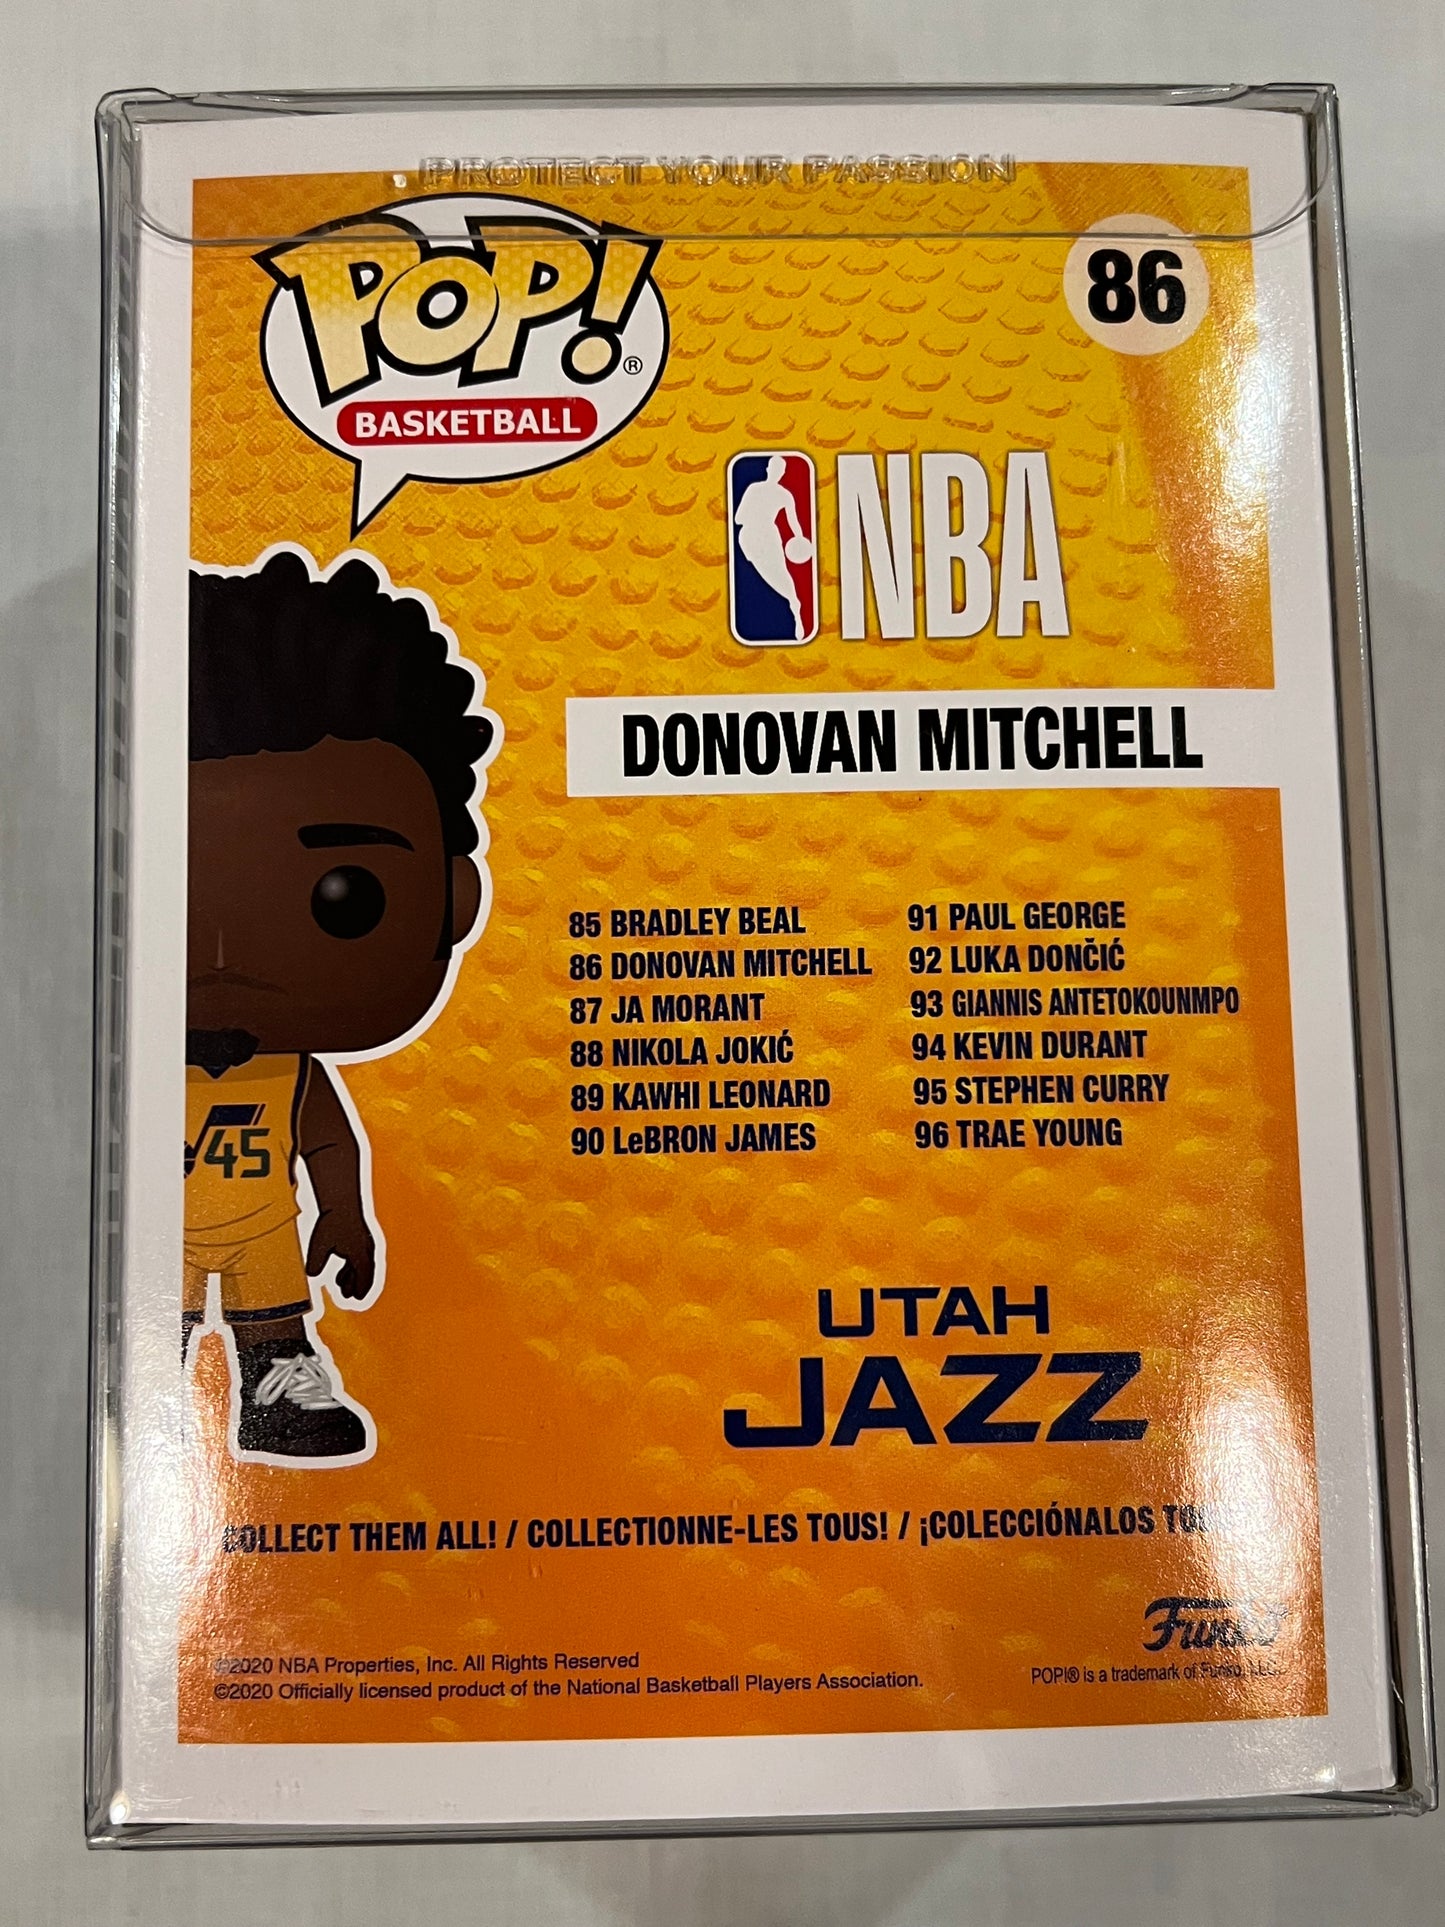 PROTECT YOUR PASSION
POP!®
86
BASKETBALL
NBA
DONOVAN MITCHELL
85 BRADLEY BEAL
86 DONOVAN MITCHELL
87 JA MORANT
88 NIKOLA JOKIĆ
89 KAWHI LEONARD
90 LeBRON JAMES
91 PAUL GEORGE
92 LUKA DONČIĆ
93 GIANNIS ANTETOKOUNMPO
94 KEVIN DURANT
95 STEPHEN CURRY
96 TRAE YOUNG
45
UTAH
JAZZ
COLLECT THEM ALL! / COLLECTIONNE-LES TOUS! / ¡COLECCIÓNALOS
Funko
©2020 NBA Properties, Inc. All Rights Reserved
©2020 Officially licensed product of the National Basketball Players Association.
POP!® is a trademark of Funko, LLC.